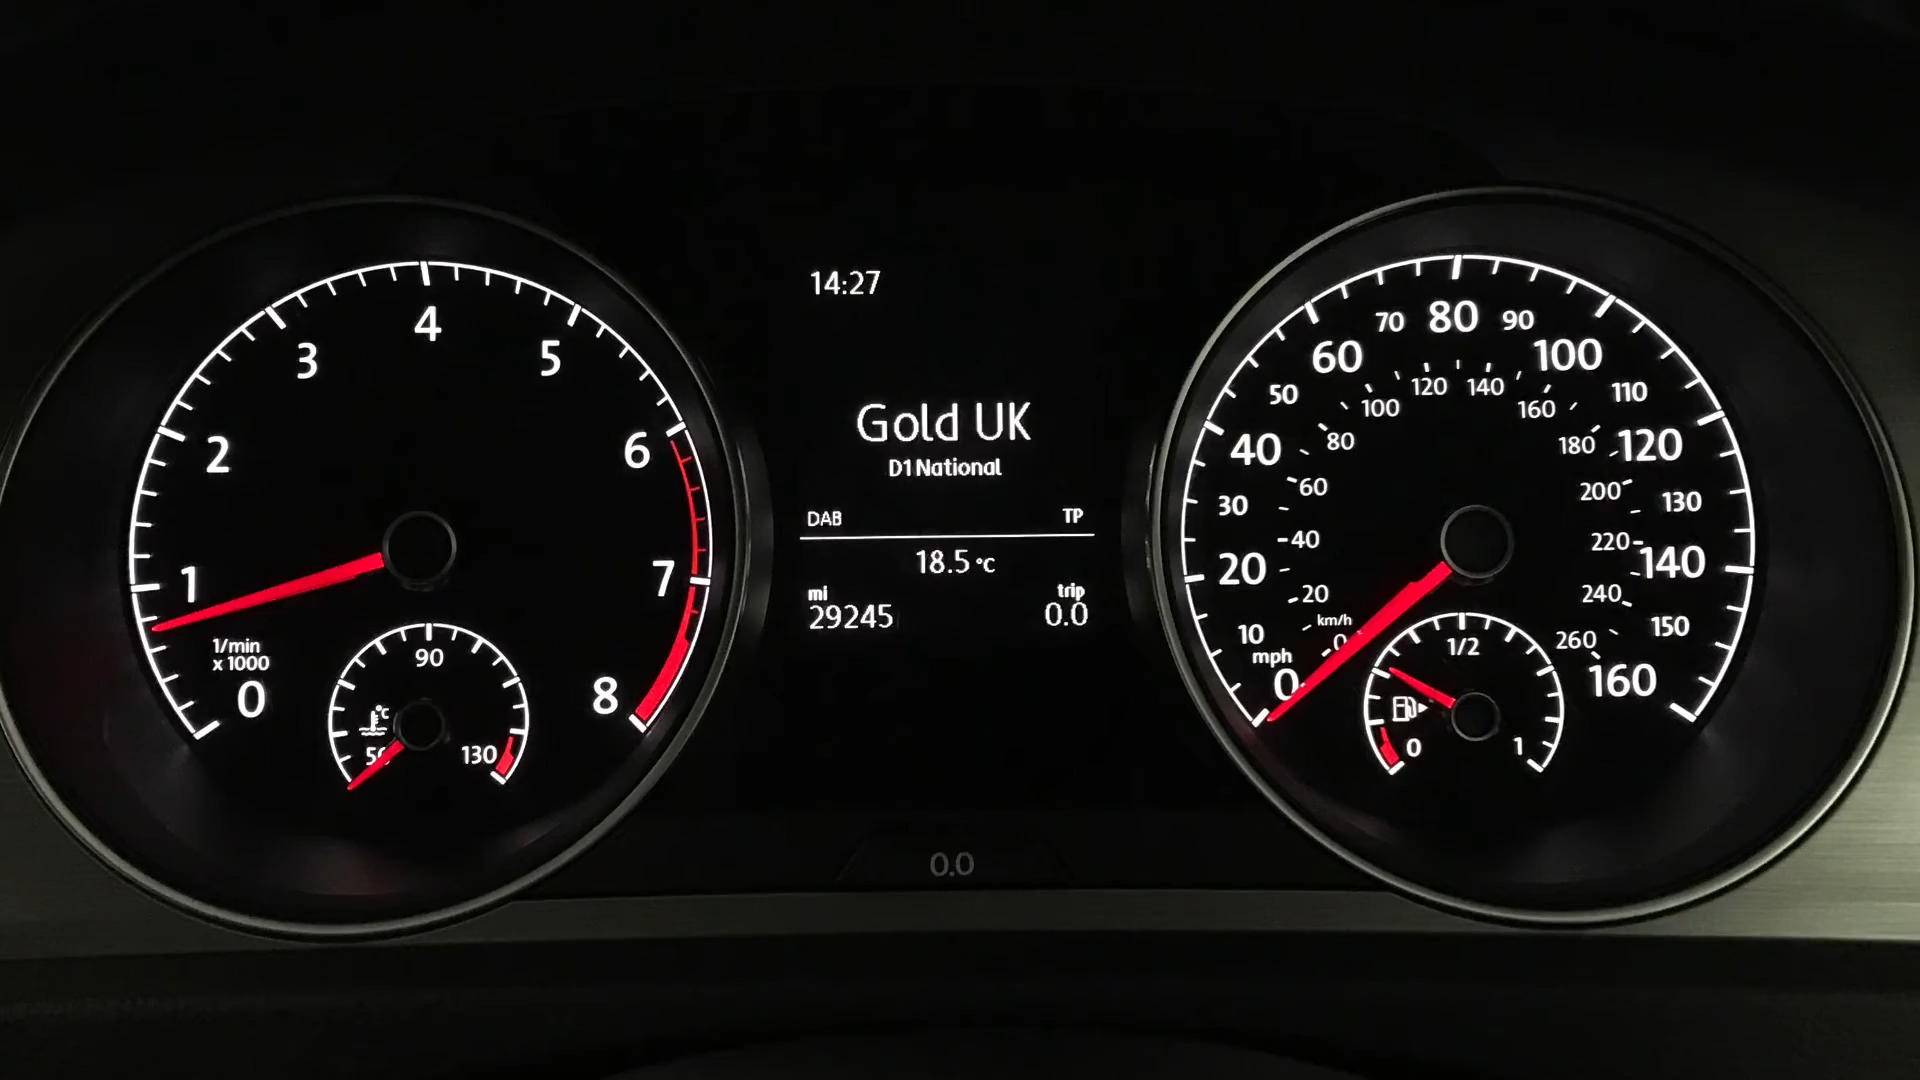 14:27
Gold UK
D1 National
DAB TP
18.5 °C
mi trip
29245 0.0
0.0
0 1 2 3 4 5 6 7 8
1/min
x 1000
50 90 130
°C
0 10 20 30 40 50 60 70 80 90 100 110 120 130 140 150 160
mph
km/h
0 20 40 60 80 100 120 140 160 180 200 220 240 260
0 1/2 1